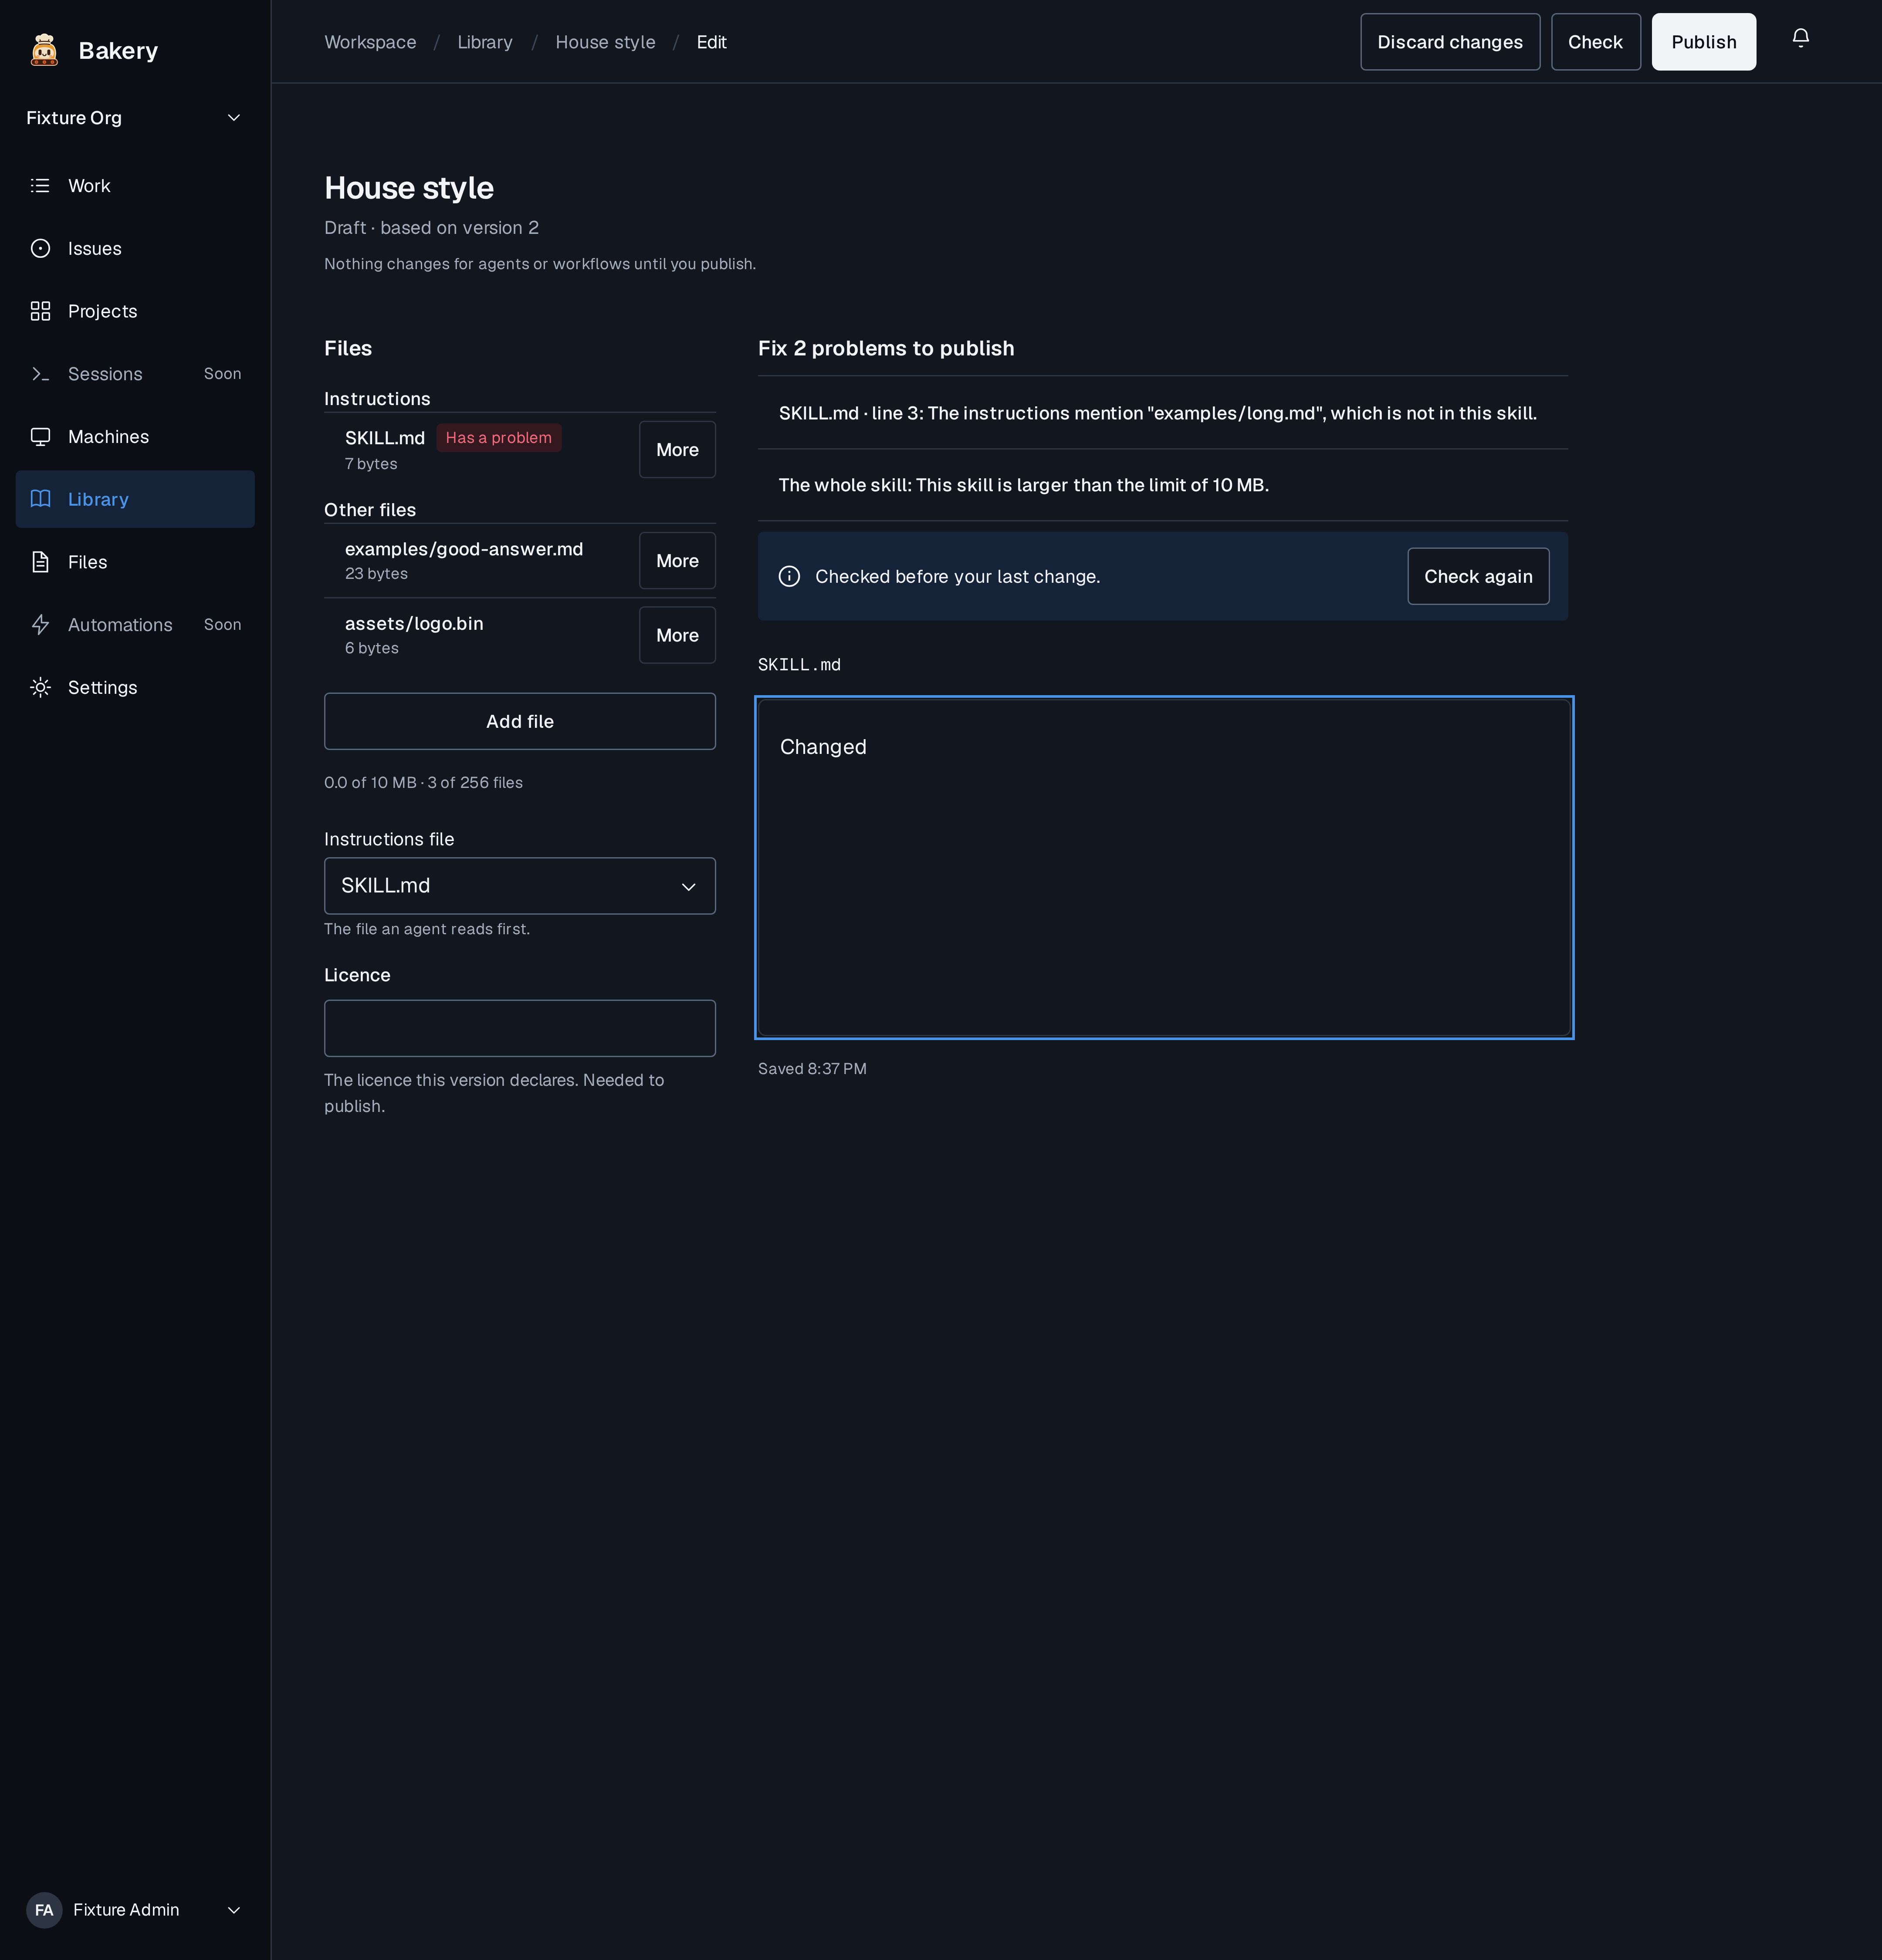 Bakery
Fixture Org
Work
Issues
Projects
Sessions Soon
Machines
Library
Files
Automations Soon
Settings
FA Fixture Admin
Workspace / Library / House style / Edit
Discard changes
Check
Publish
House style
Draft · based on version 2
Nothing changes for agents or workflows until you publish.
Files
Instructions
SKILL.md Has a problem
7 bytes
More
Other files
examples/good-answer.md
23 bytes
More
assets/logo.bin
6 bytes
More
Add file
0.0 of 10 MB · 3 of 256 files
Instructions file
SKILL.md
The file an agent reads first.
Licence
The licence this version declares. Needed to
publish.
Fix 2 problems to publish
SKILL.md · line 3: The instructions mention "examples/long.md", which is not in this skill.
The whole skill: This skill is larger than the limit of 10 MB.
Checked before your last change.
Check again
SKILL.md
Changed
Saved 8:37 PM